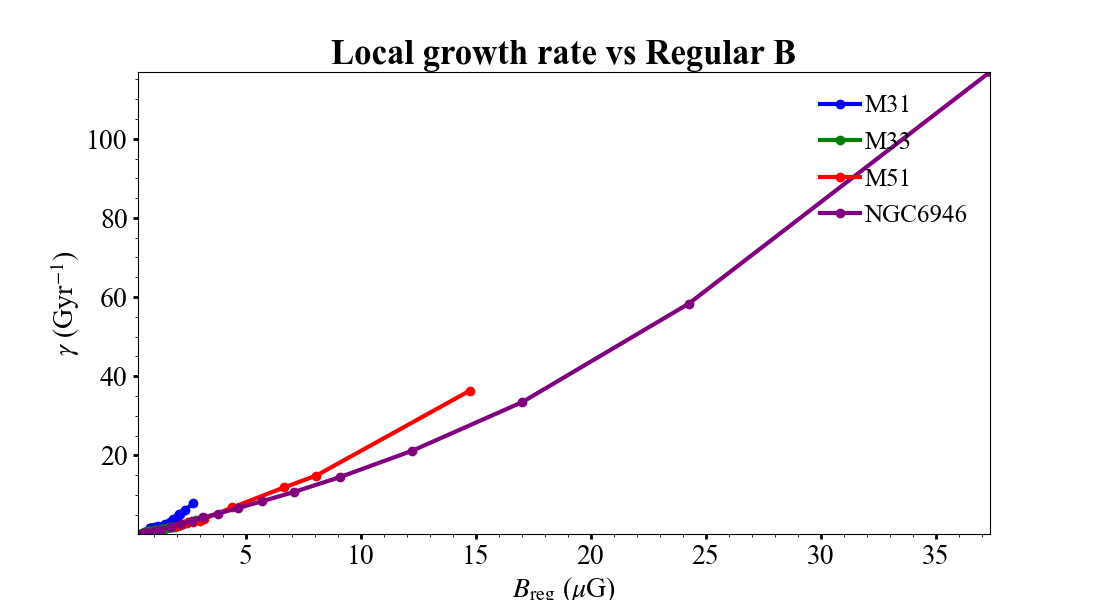 Local growth rate vs Regular B
M31
M33
M51
NGC6946
100
80
60
40
20
γ (Gyr⁻¹)
5 10 15 20 25 30 35
B_reg (μG)